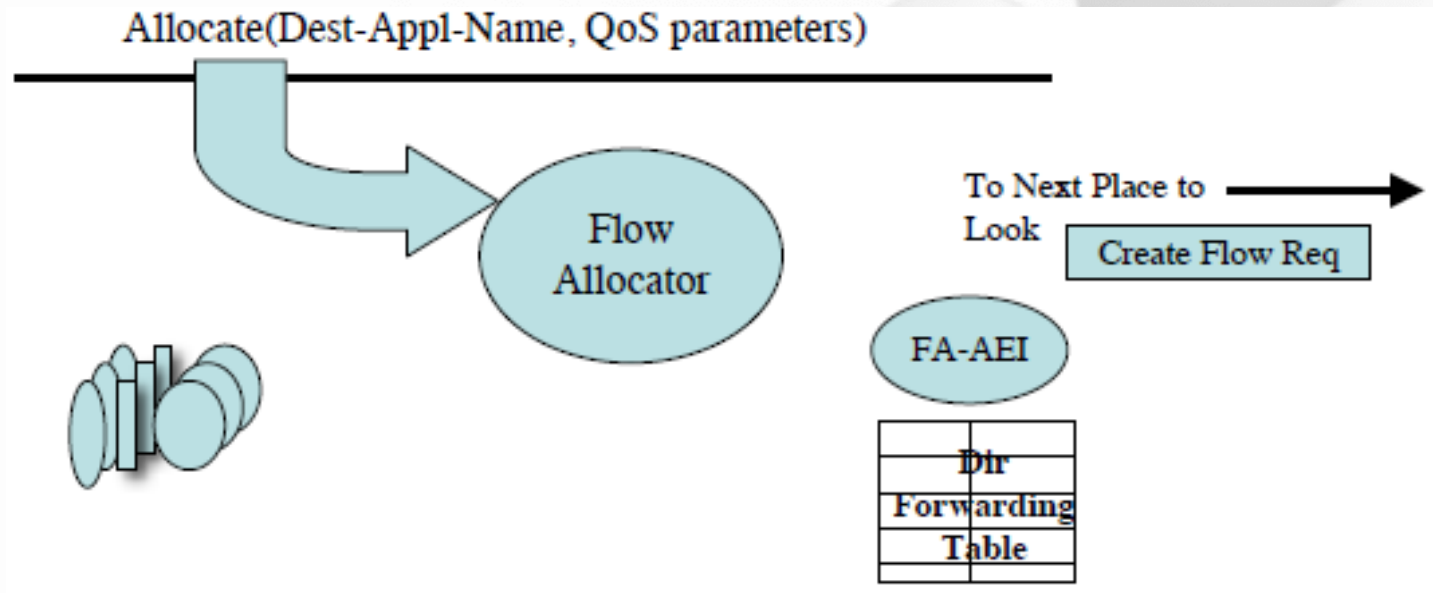 Allocate(Dest-Appl-Name, QoS parameters)
Flow
Allocator
To Next Place to
Look
Create Flow Req
FA-AEI
Dir
Forwarding
Table